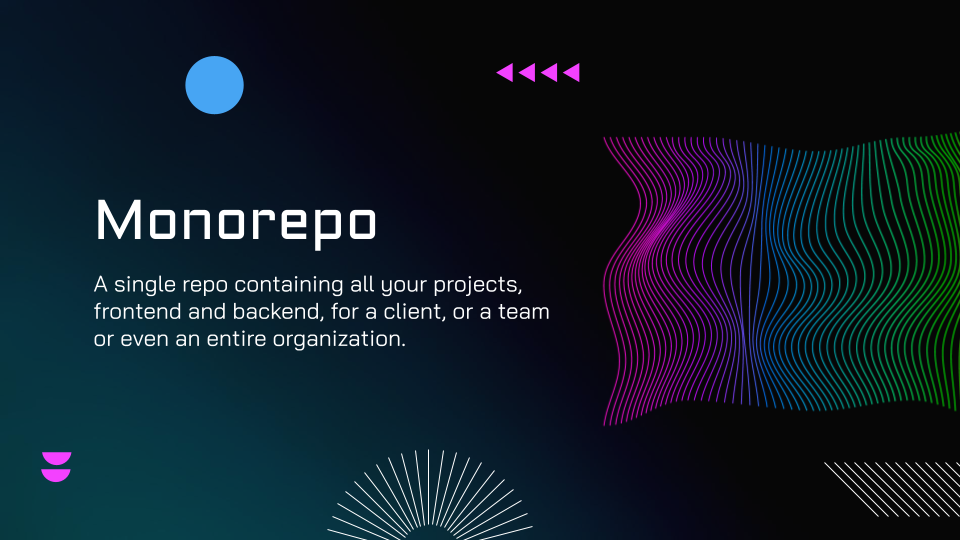 Monorepo
A single repo containing all your projects,
frontend and backend, for a client, or a team
or even an entire organization.